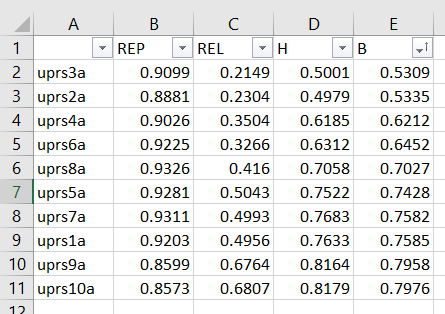 A B C D E
1 REP REL H B
2 uprs3a 0.9099 0.2149 0.5001 0.5309
3 uprs2a 0.8881 0.2304 0.4979 0.5335
4 uprs4a 0.9026 0.3504 0.6185 0.6212
5 uprs6a 0.9225 0.3266 0.6312 0.6452
6 uprs8a 0.9326 0.416 0.7058 0.7027
7 uprs5a 0.9281 0.5043 0.7522 0.7428
8 uprs7a 0.9311 0.4993 0.7683 0.7582
9 uprs1a 0.9203 0.4956 0.7633 0.7585
10 uprs9a 0.8599 0.6764 0.8164 0.7958
11 uprs10a 0.8573 0.6807 0.8179 0.7976
12